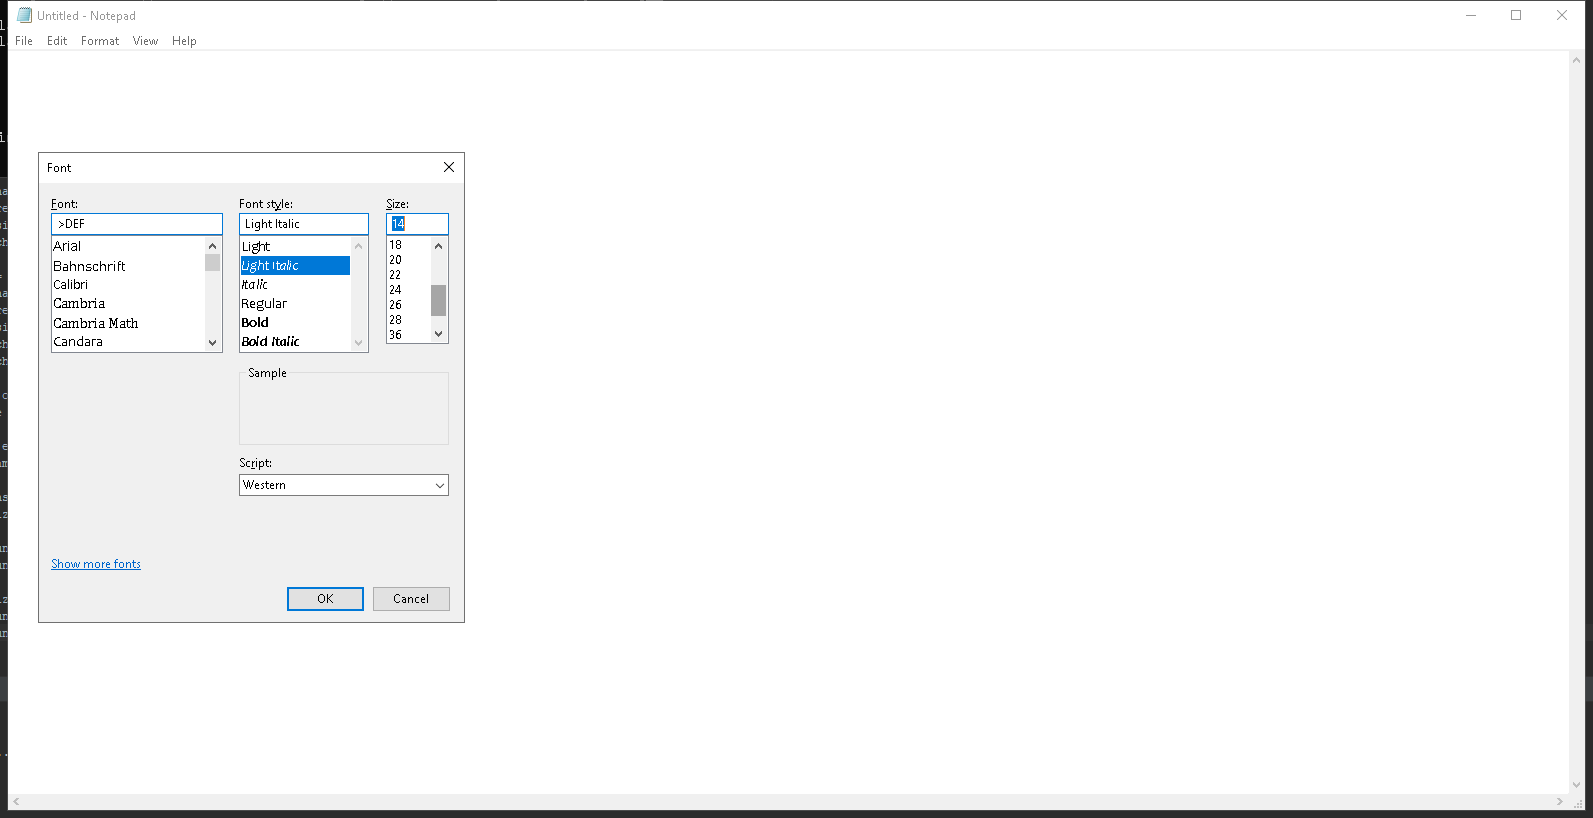 Untitled - Notepad
File Edit Format View Help
Font
Font: Font style: Size:
>DEF Light Italic 14
Arial Light 18
Bahnschrift Light Italic 20
Calibri Italic 22
Cambria Regular 24
Cambria Math Bold 26
Candara Bold Italic 28
36
Sample
Script:
Western
Show more fonts
OK Cancel